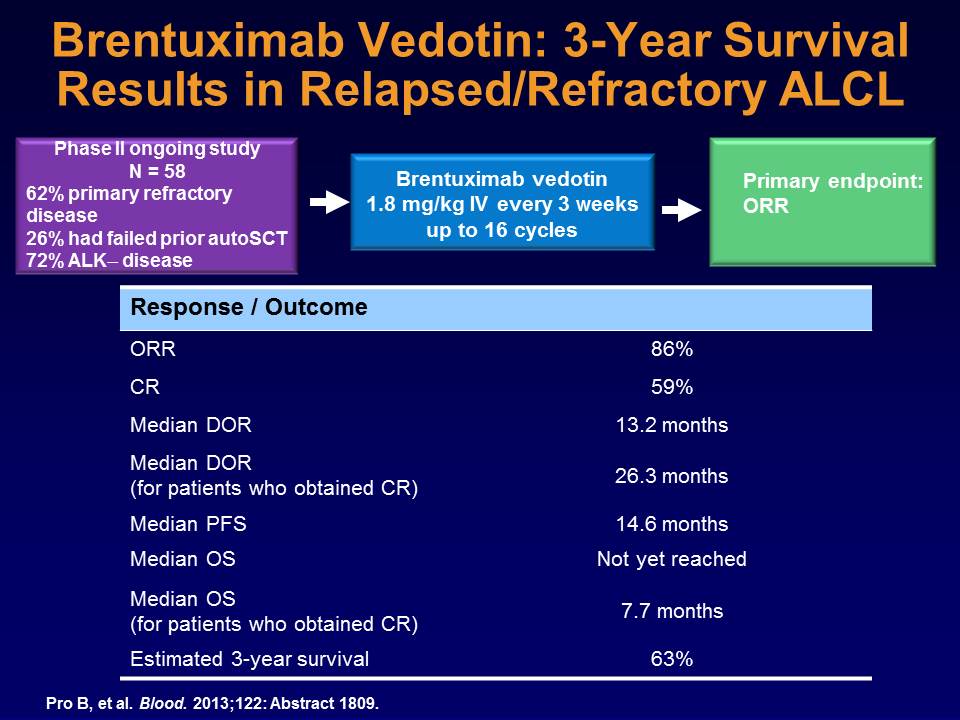 Brentuximab Vedotin: 3-Year Survival
Results in Relapsed/Refractory ALCL
Phase II ongoing study
N = 58
62% primary refractory
disease
26% had failed prior autoSCT
72% ALK– disease
Brentuximab vedotin
1.8 mg/kg IV every 3 weeks
up to 16 cycles
Primary endpoint:
ORR
Response / Outcome
ORR 86%
CR 59%
Median DOR 13.2 months
Median DOR
(for patients who obtained CR) 26.3 months
Median PFS 14.6 months
Median OS Not yet reached
Median OS
(for patients who obtained CR) 7.7 months
Estimated 3-year survival 63%
Pro B, et al. Blood. 2013;122: Abstract 1809.